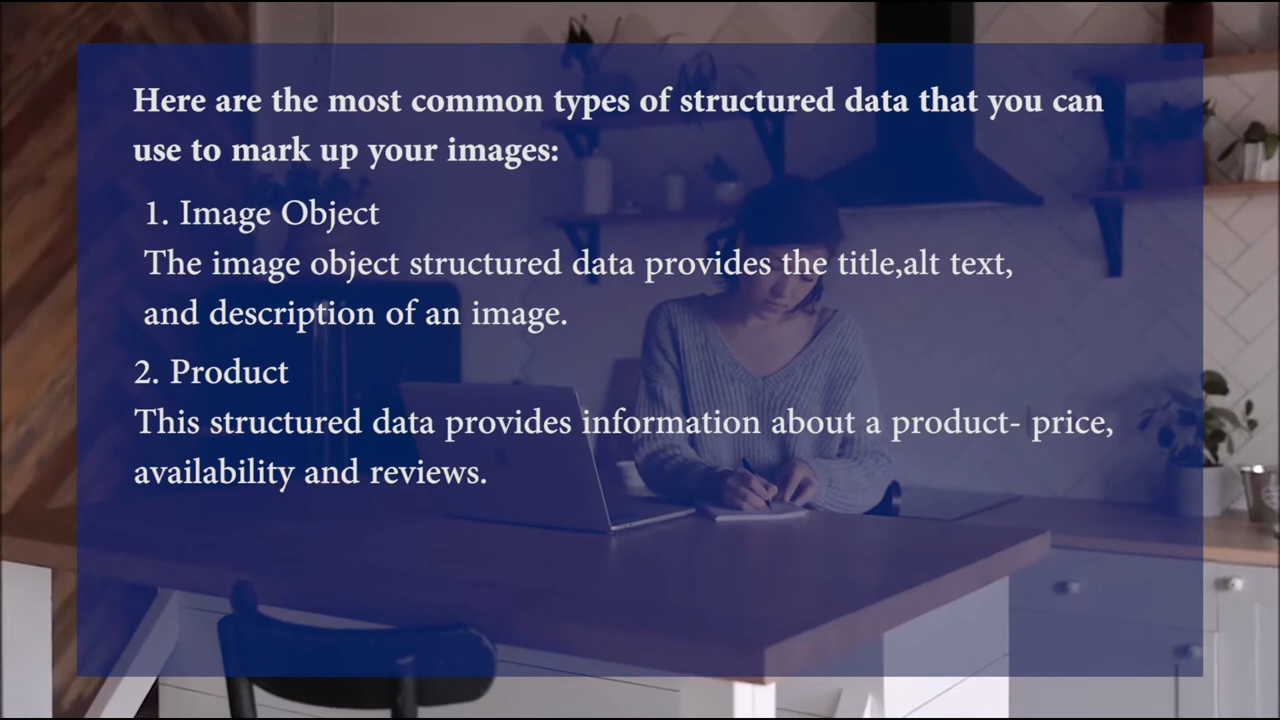 Here are the most common types of structured data that you can
use to mark up your images:
1. Image Object
The image object structured data provides the title,alt text,
and description of an image.
2. Product
This structured data provides information about a product- price,
availability and reviews.